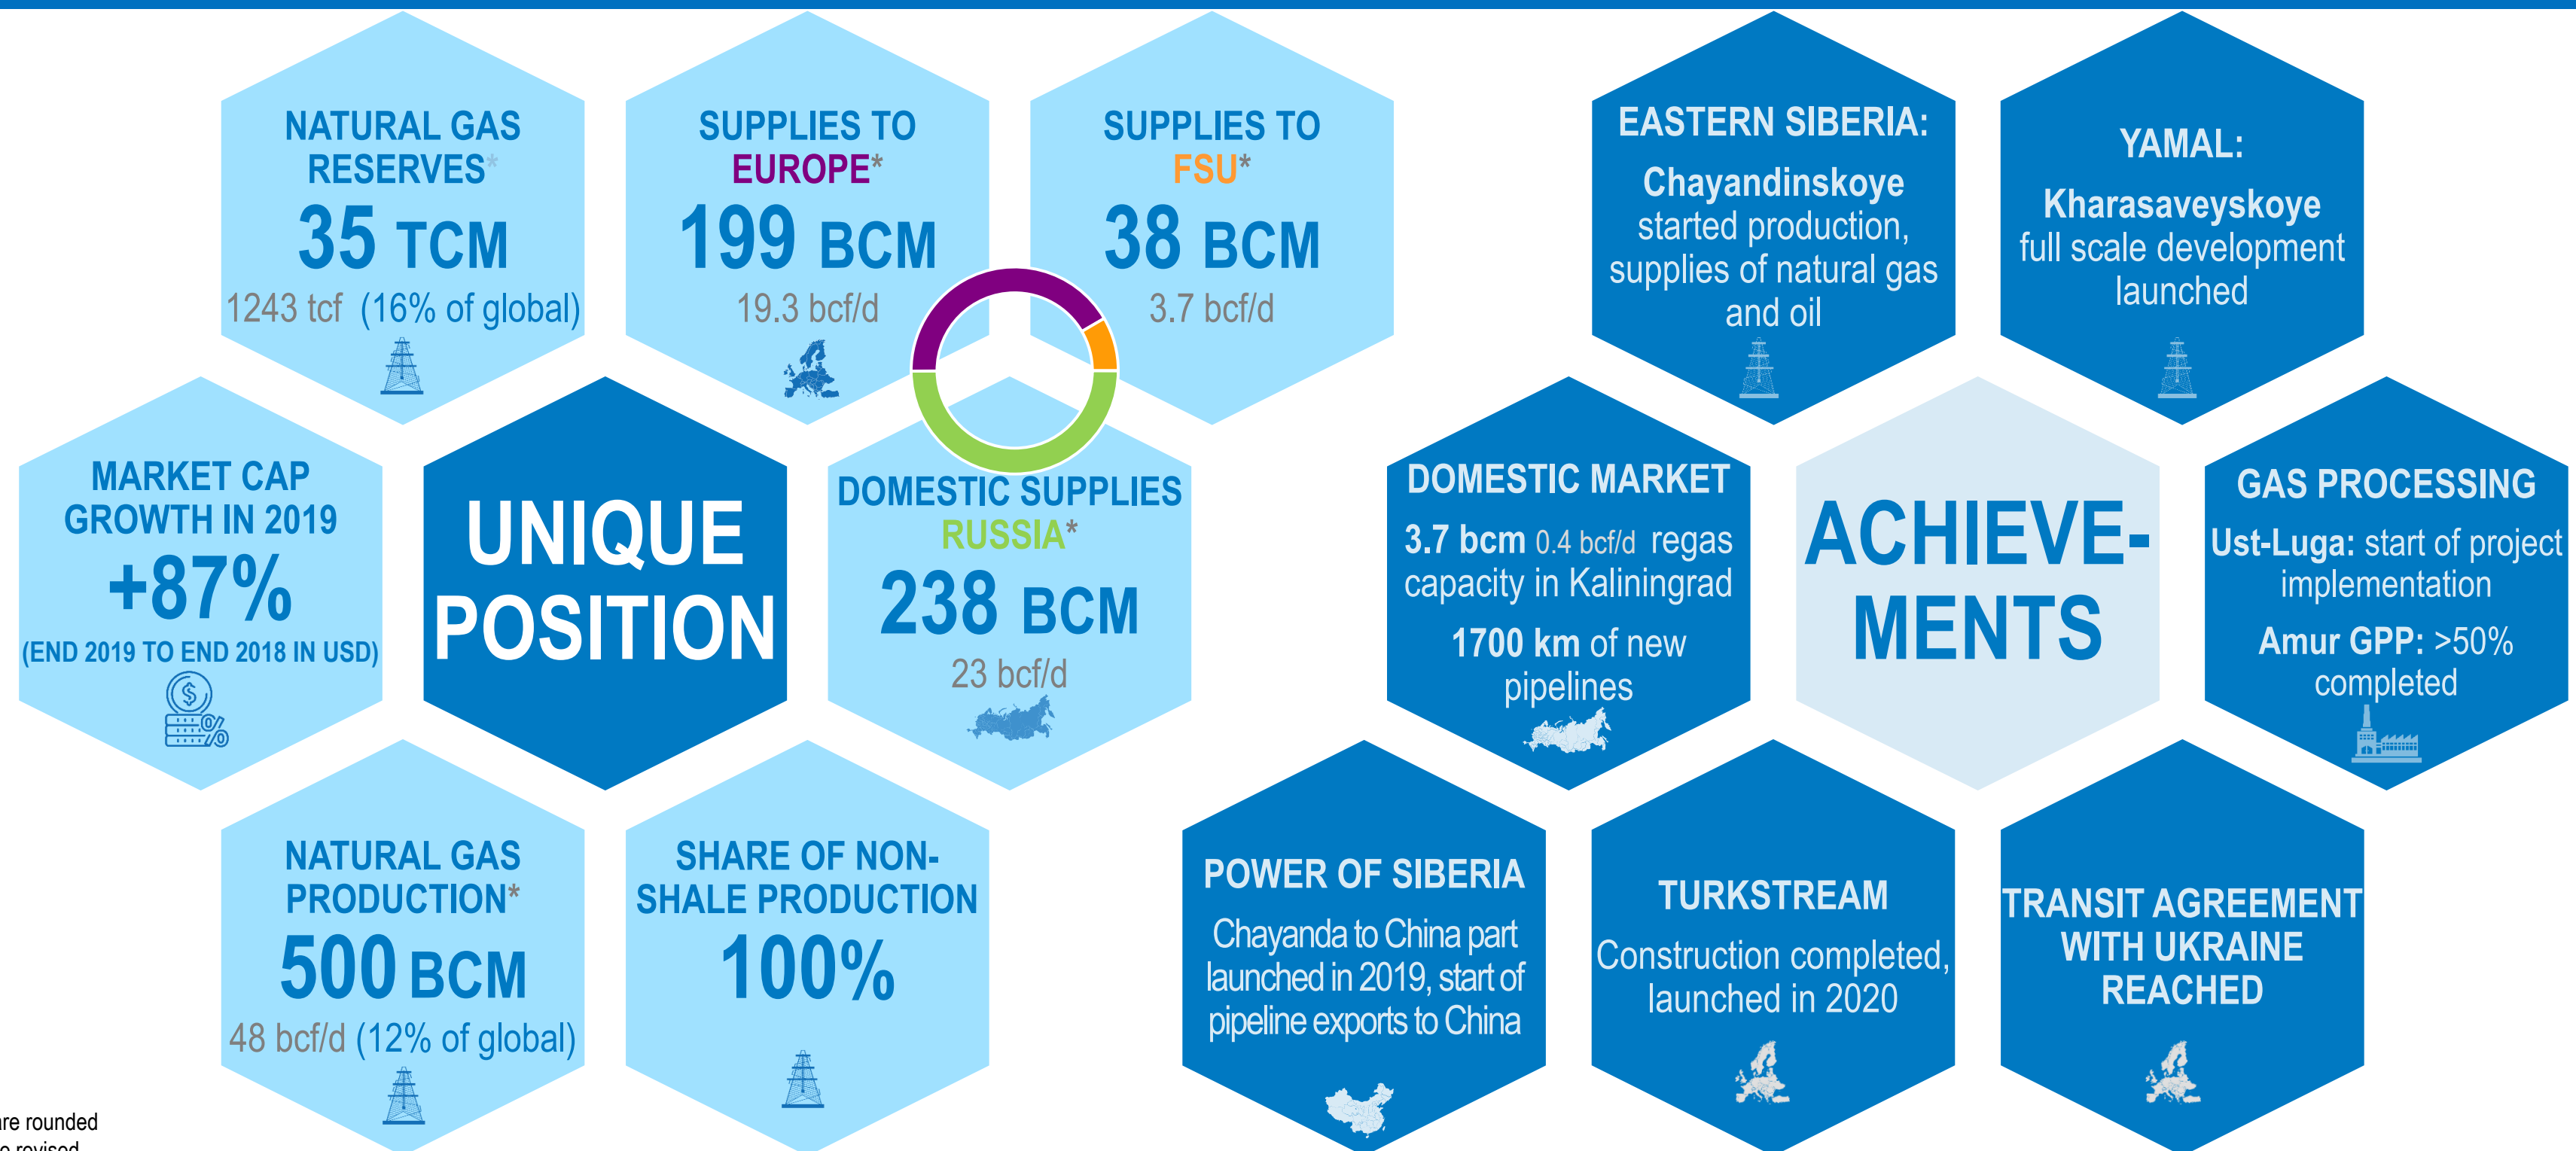 NATURAL GAS
RESERVES*
35 TCM
1243 tcf (16% of global)
SUPPLIES TO
EUROPE*
199 BCM
19.3 bcf/d
SUPPLIES TO
FSU*
38 BCM
3.7 bcf/d
MARKET CAP
GROWTH IN 2019
+87%
(END 2019 TO END 2018 IN USD)
UNIQUE
POSITION
DOMESTIC SUPPLIES
RUSSIA*
238 BCM
23 bcf/d
NATURAL GAS
PRODUCTION*
500 BCM
48 bcf/d (12% of global)
SHARE OF NON-
SHALE PRODUCTION
100%
EASTERN SIBERIA:
Chayandinskoye
started production,
supplies of natural gas
and oil
YAMAL:
Kharasaveyskoye
full scale development
launched
DOMESTIC MARKET
3.7 bcm 0.4 bcf/d regas
capacity in Kaliningrad
1700 km of new
pipelines
ACHIEVE-
MENTS
GAS PROCESSING
Ust-Luga: start of project
implementation
Amur GPP: >50%
completed
POWER OF SIBERIA
Chayanda to China part
launched in 2019, start of
pipeline exports to China
TURKSTREAM
Construction completed,
launched in 2020
TRANSIT AGREEMENT
WITH UKRAINE
REACHED
are rounded
revised